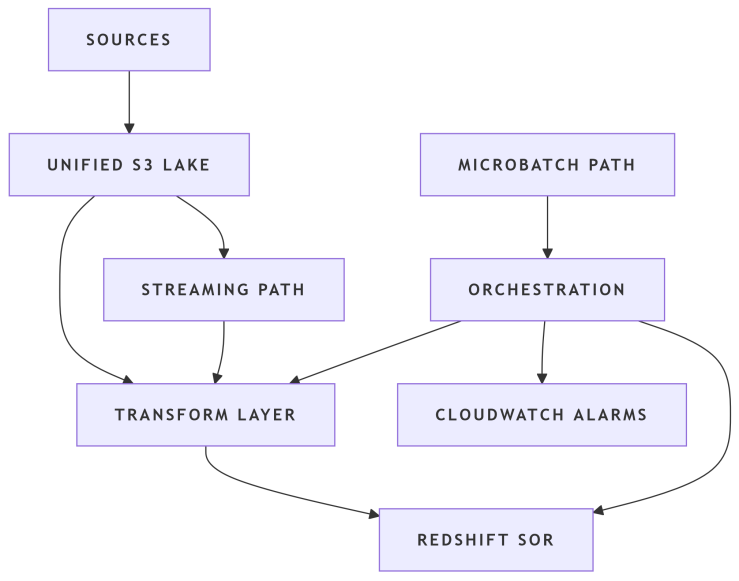 SOURCES
UNIFIED S3 LAKE
MICROBATCH PATH
STREAMING PATH
ORCHESTRATION
TRANSFORM LAYER
CLOUDWATCH ALARMS
REDSHIFT SOR